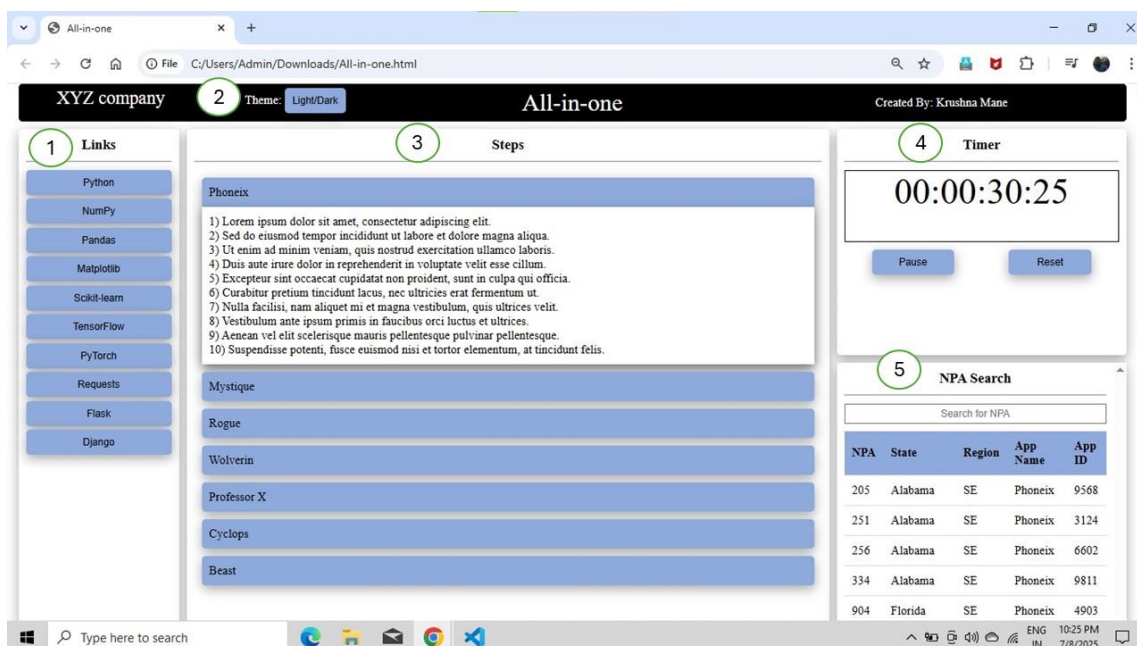 All-in-one
File C:/Users/Admin/Downloads/All-in-one.html
XYZ company 2 Theme: Light/Dark All-in-one Created By: Krushna Mane
1 Links
Python
NumPy
Pandas
Matplotlib
Scikit-learn
TensorFlow
PyTorch
Requests
Flask
Django
3 Steps
Phoneix
1) Lorem ipsum dolor sit amet, consectetur adipiscing elit.
2) Sed do eiusmod tempor incididunt ut labore et dolore magna aliqua.
3) Ut enim ad minim veniam, quis nostrud exercitation ullamco laboris.
4) Duis aute irure dolor in reprehenderit in voluptate velit esse cillum.
5) Excepteur sint occaecat cupidatat non proident, sunt in culpa qui officia.
6) Curabitur pretium tincidunt lacus, nec ultricies erat fermentum ut.
7) Nulla facilisi, nam aliquet mi et magna vestibulum, quis ultrices velit.
8) Vestibulum ante ipsum primis in faucibus orci luctus et ultrices.
9) Aenean vel elit scelerisque mauris pellentesque pulvinar pellentesque.
10) Suspendisse potenti, fusce euismod nisi et tortor elementum, at tincidunt felis.
Mystique
Rogue
Wolverin
Professor X
Cyclops
Beast
4 Timer
00:00:30:25
Pause Reset
5 NPA Search
Search for NPA
NPA State Region App Name App ID
205 Alabama SE Phoneix 9568
251 Alabama SE Phoneix 3124
256 Alabama SE Phoneix 6602
334 Alabama SE Phoneix 9811
904 Florida SE Phoneix 4903
Type here to search
ENG 10:25 PM
IN 7/8/2025